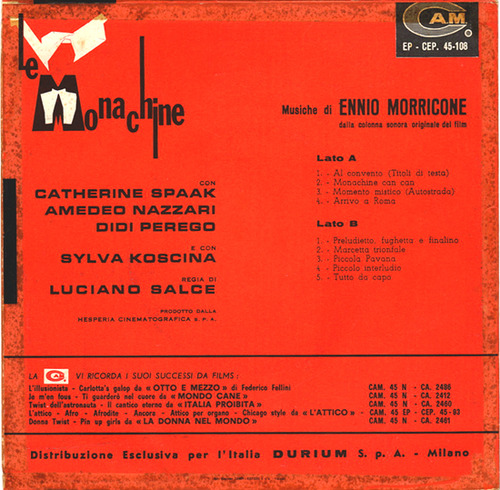 Le Monachine
CAM
EP - CEP. 45-108
Musiche di ENNIO MORRICONE
dalla colonna sonora originale del film
CON
CATHERINE SPAAK
AMEDEO NAZZARI
DIDI PEREGO
E CON
SYLVA KOSCINA
REGIA DI
LUCIANO SALCE
PRODOTTO DALLA
HESPERIA CINEMATOGRAFICA S. P. A.
Lato A
1. - Al convento (Titoli di testa)
2. - Monachine can can
3. - Momento mistico (Autostrada)
4. - Arrivo a Roma
Lato B
1. - Preludietto, fughetta e finalino
2. - Marcetta trionfale
3. - Piccola Pavana
4. - Piccolo interludio
5. - Tutto da capo
LA CAM VI RICORDA I SUOI SUCCESSI DA FILMS :
L'illusionista - Carlotta's galop da « OTTO E MEZZO » di Federico Fellini CAM. 45 N - CA. 2486
Je m'en fous - Ti guarderò nel cuore da « MONDO CANE » CAM. 45 N - CA. 2412
Twist dell'astronauta - Il cantico eterno da « ITALIA PROIBITA » CAM. 45 N - CA. 2460
L'attico - Afro - Afrodite - Ancora - Attico per organo - Chicago style da « L'ATTICO » - CAM. 45 EP - CEP. 45-93
Donna Twist - Pin up girls da « LA DONNA NEL MONDO » CAM. 45 N - CA. 2461
Distribuzione Esclusiva per l'Italia DURIUM S. p. A. - Milano